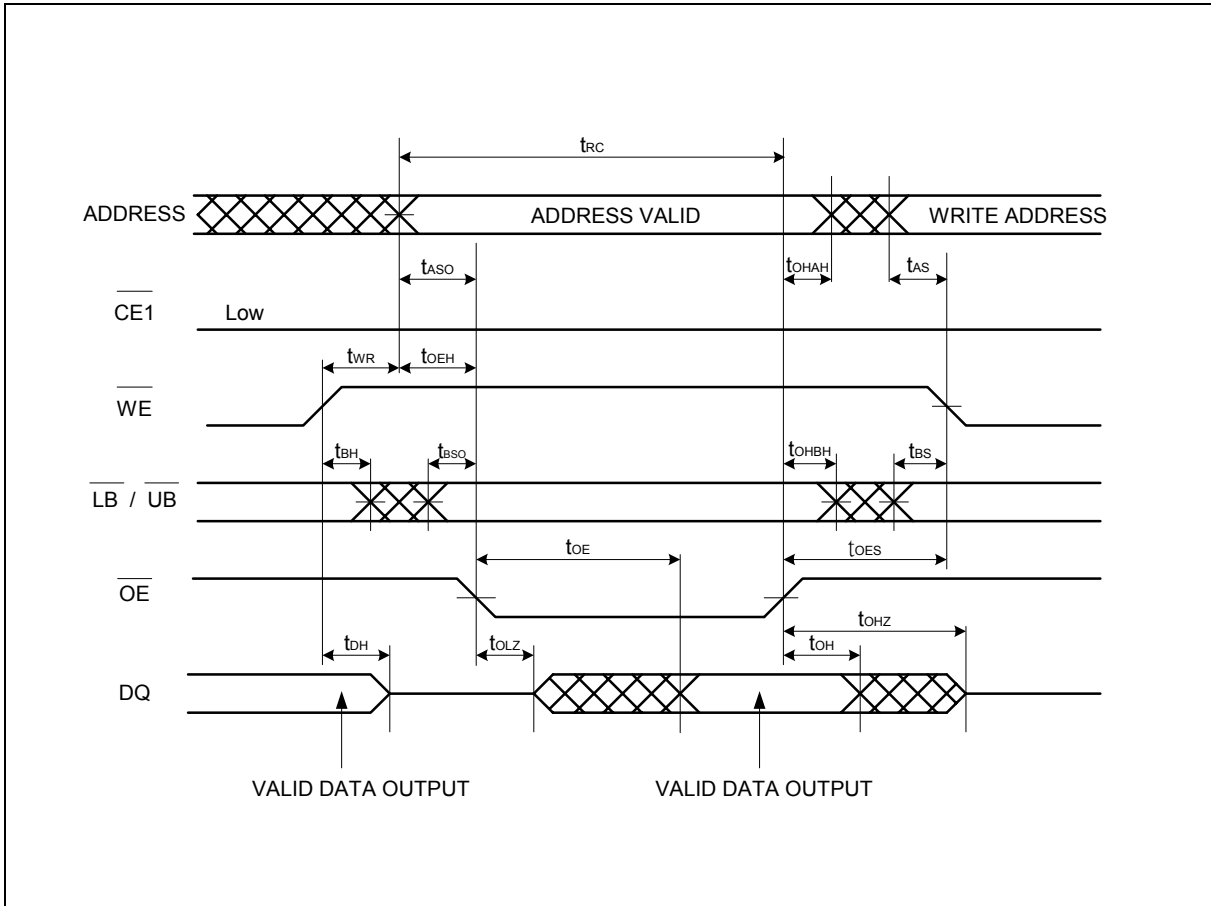 tRC
ADDRESS ADDRESS VALID WRITE ADDRESS
tASO tOHAH tAS
CE1 Low
tWR tOEH
WE
tBH tBSO tOHBH tBS
LB / UB
tOE tOES
OE
tOHZ
tDH tOLZ tOH
DQ
VALID DATA OUTPUT VALID DATA OUTPUT